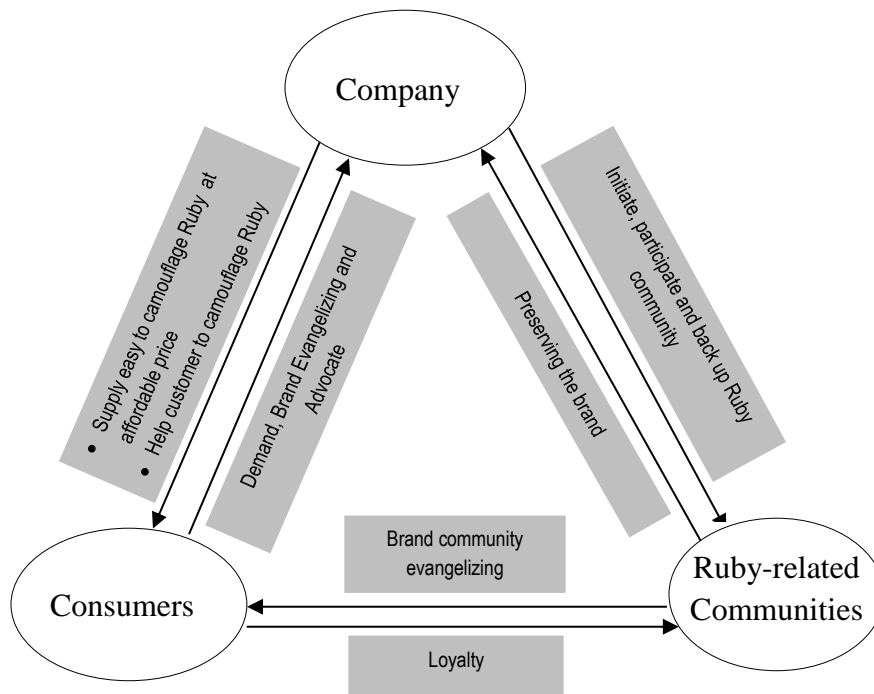 Company
• Supply easy to camouflage Ruby at
affordable price
• Help customer to camouflage Ruby
Demand, Brand Evangelizing and
Advocate
Preserving the brand
Initiate, participate and back up Ruby
community
Brand community
evangelizing
Consumers
Ruby-related
Communities
Loyalty